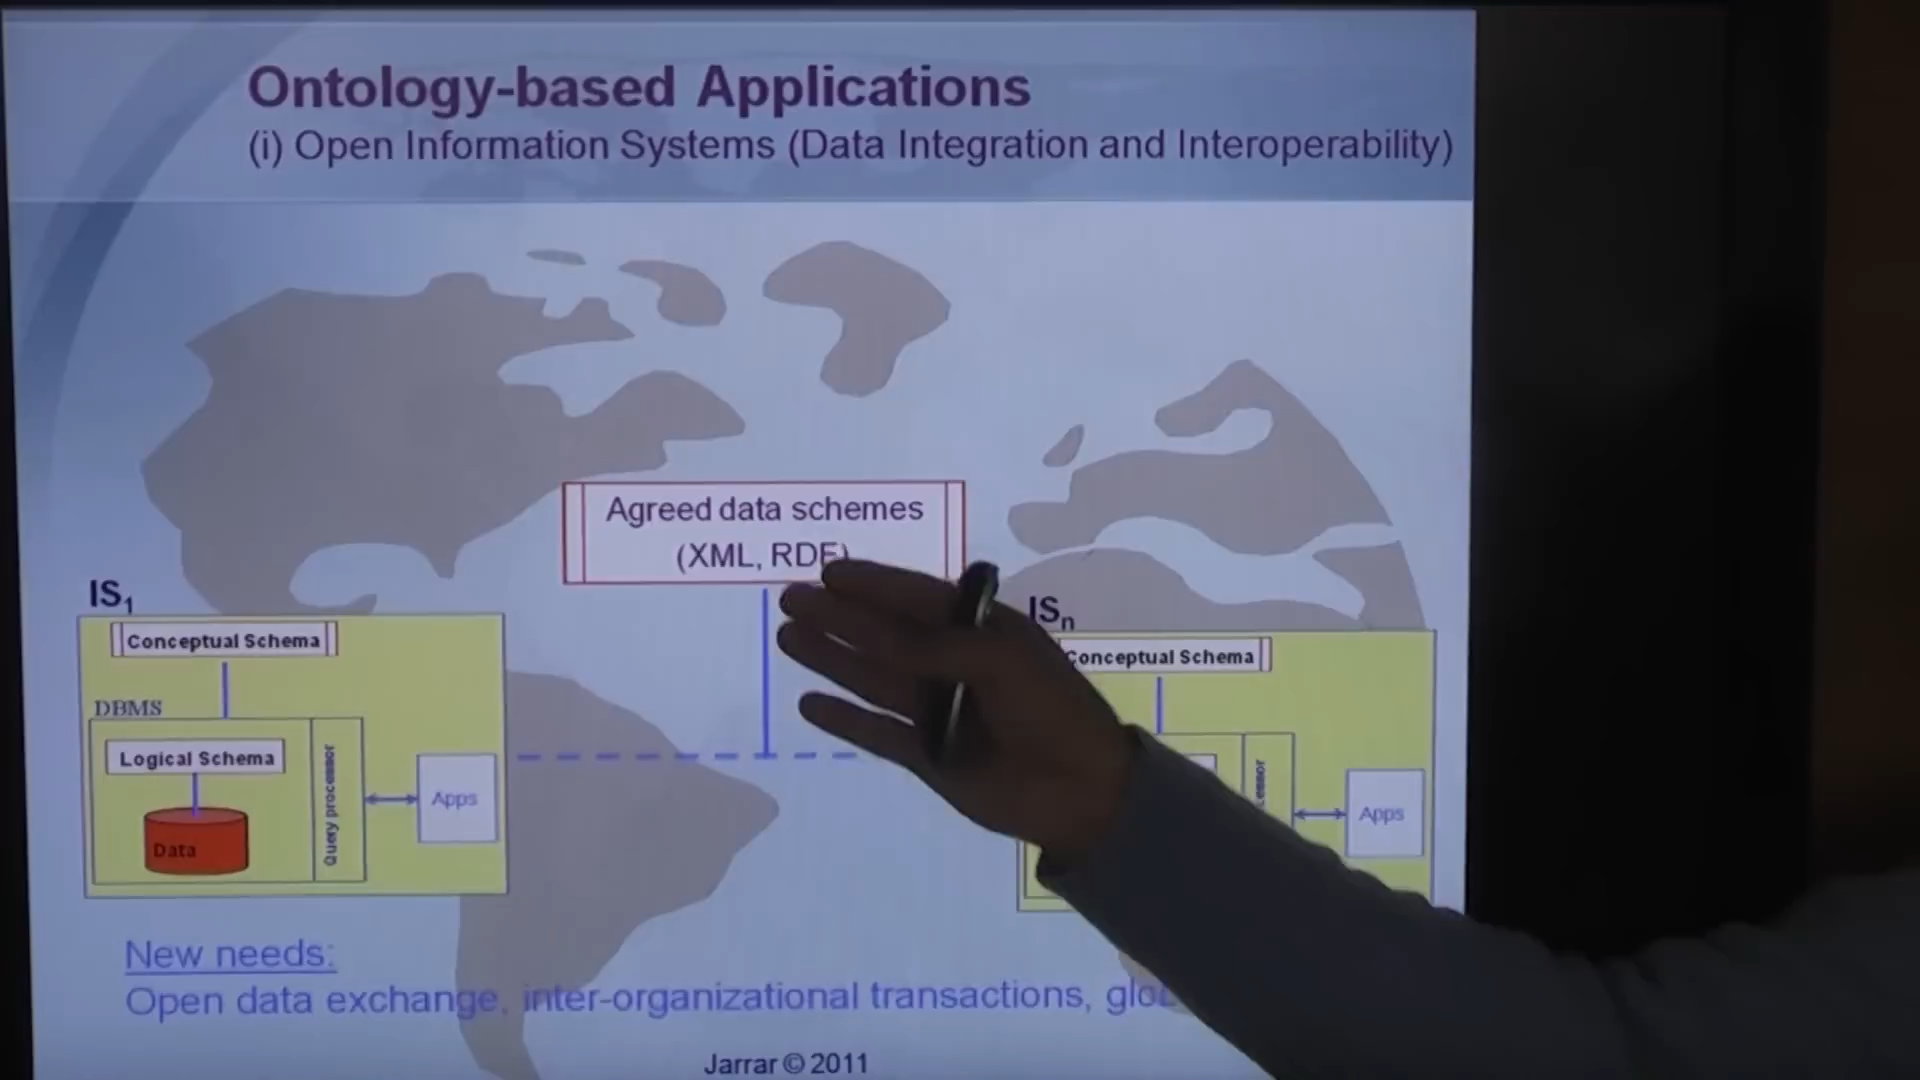 Ontology-based Applications
(i) Open Information Systems (Data Integration and Interoperability)
Agreed data schemes
(XML, RDF)
IS1
Conceptual Schema
DBMS
Logical Schema
Data
Query processor
Apps
ISn
Conceptual Schema
Apps
New needs:
Open data exchange, inter-organizational transactions,
Jarrar © 2011